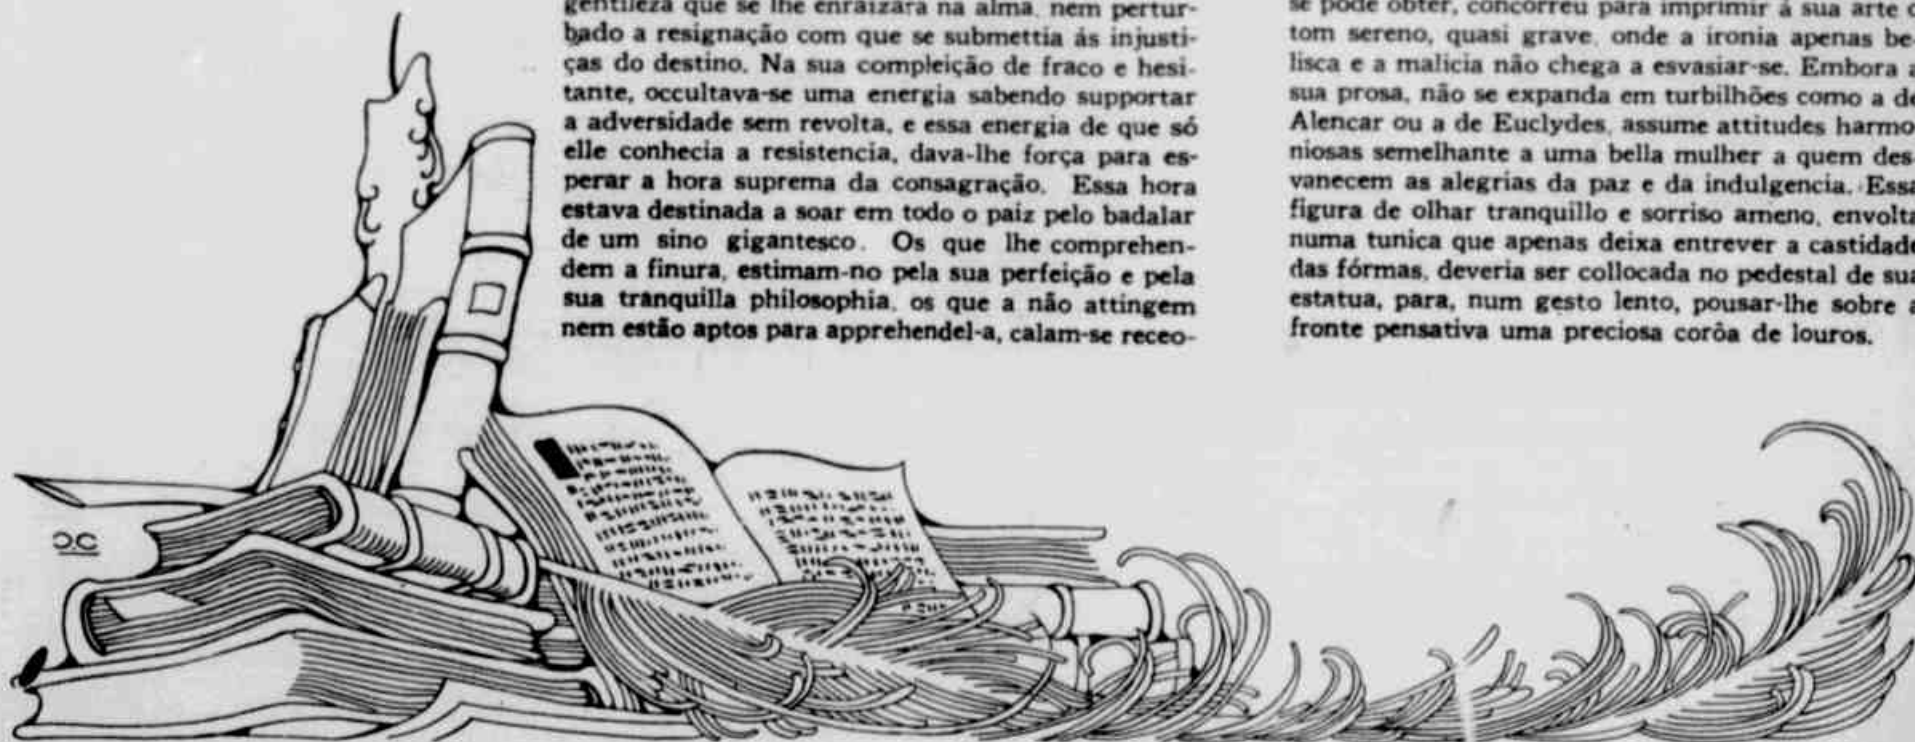 gentileza que se lhe enraizara na alma, nem pertur-
bado a resignação com que se submettia ás injusti-
ças do destino. Na sua compleição de fraco e hesi-
tante, occultava-se uma energia sabendo supportar
a adversidade sem revolta, e essa energia de que só
elle conhecia a resistencia, dava-lhe força para es-
perar a hora suprema da consagração. Essa hora
estava destinada a soar em todo o paiz pelo badalar
de um sino gigantesco. Os que lhe comprehen-
dem a finura, estimam-no pela sua perfeição e pela
sua tranquilla philosophia, os que a não attingem
nem estão aptos para apprehendel-a, calam-se receo-
se pode obter, concorreu para imprimir á sua arte o
tom sereno, quasi grave, onde a ironia apenas be-
lisca e a malicia não chega a esvasiar-se. Embora a
sua prosa, não se expanda em turbilhões como a de
Alencar ou a de Euclydes, assume attitudes harmo-
niosas semelhante a uma bella mulher a quem des-
vanecem as alegrias da paz e da indulgencia. Essa
figura de olhar tranquillo e sorriso ameno, envolta
numa tunica que apenas deixa entrever a castidade
das fórmas, deveria ser collocada no pedestal de sua
estatua, para, num gesto lento, pousar-lhe sobre a
fronte pensativa uma preciosa corôa de louros.